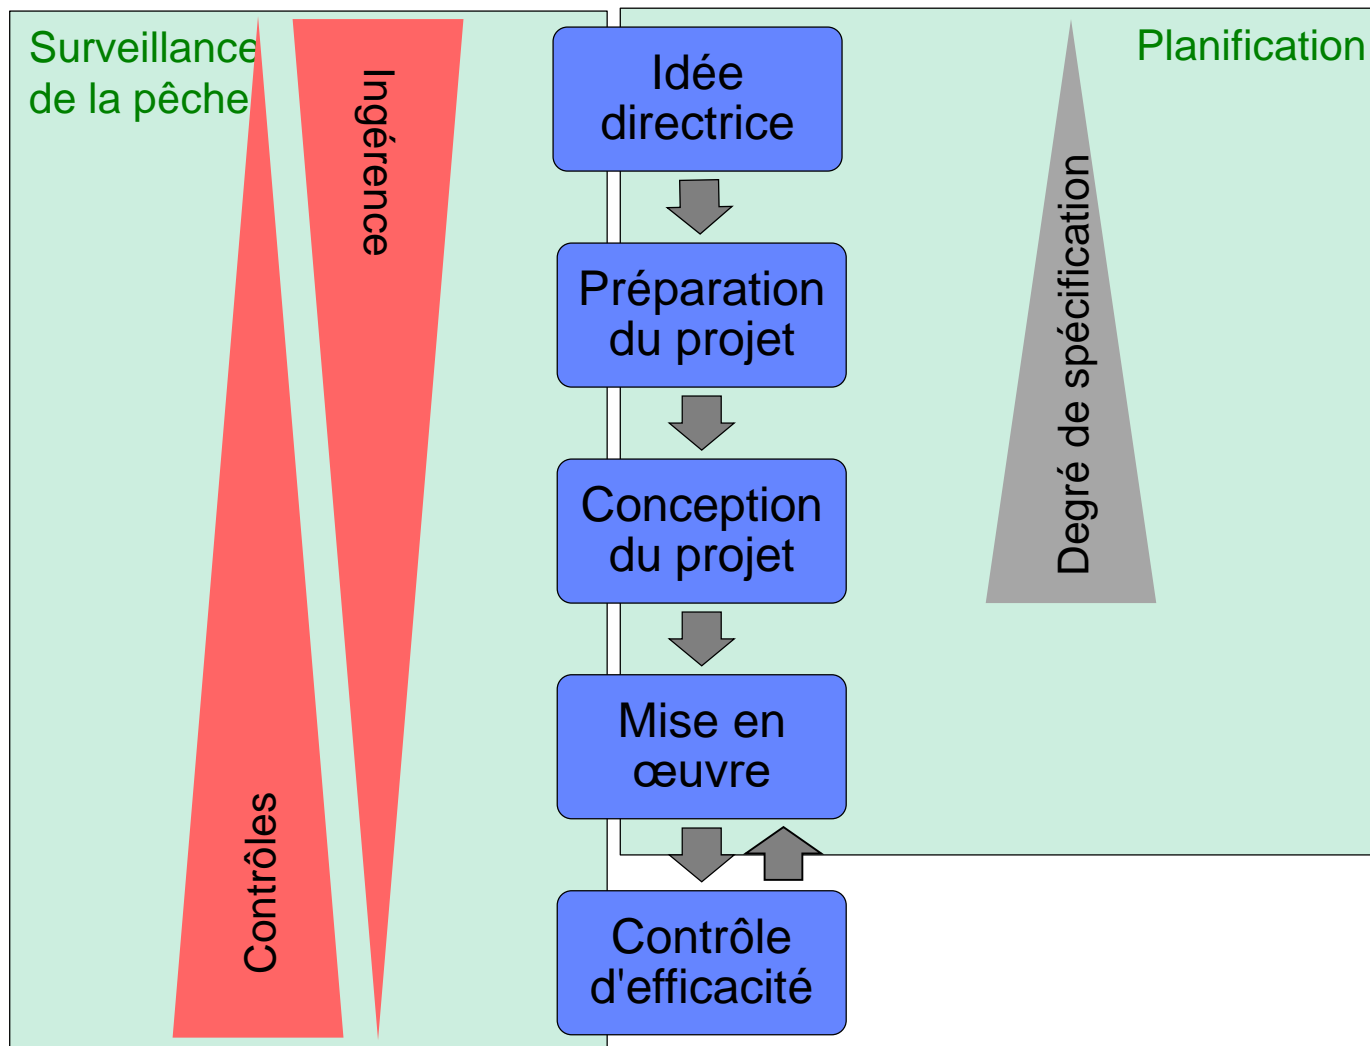 Surveillance
de la pêche
Ingérence
Contrôles
Idée
directrice
Préparation
du projet
Conception
du projet
Mise en
œuvre
Contrôle
d'efficacité
Planification
Degré de spécification